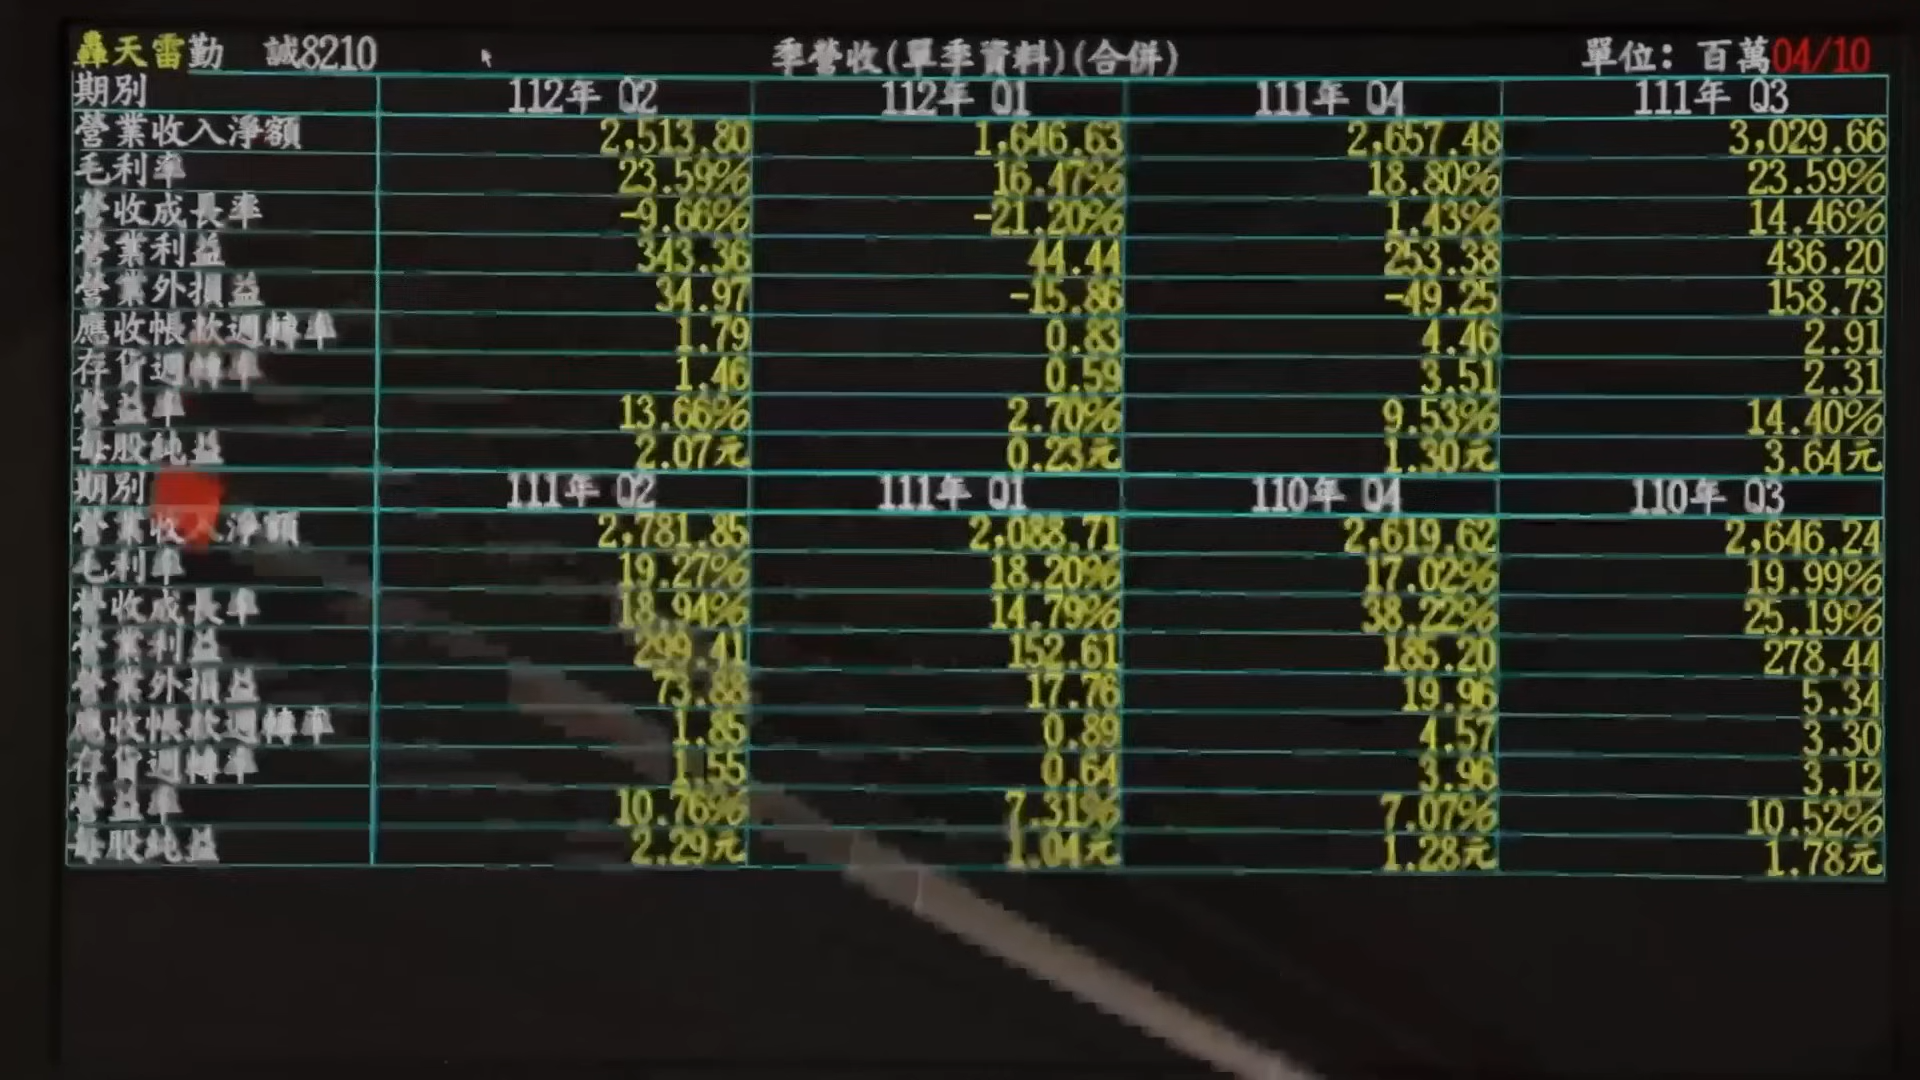 轟天雷勤 誠8210 季營收(單季資料)(合併) 單位: 百萬04/10
期別 112年 Q2 112年 Q1 111年 Q4 111年 Q3
營業收入淨額 2,513.80 1,646.63 2,657.48 3,029.66
毛利率 23.59% 16.47% 18.80% 23.59%
營收成長率 -9.66% -21.20% 1.43% 14.46%
營業利益 343.36 44.44 253.38 436.20
營業外損益 34.97 -15.86 -49.25 158.73
應收帳款週轉率 1.79 0.83 4.46 2.91
存貨週轉率 1.46 0.59 3.51 2.31
營益率 13.66% 2.70% 9.53% 14.40%
每股純益 2.07元 0.23元 1.30元 3.64元
期別 111年 Q2 111年 Q1 110年 Q4 110年 Q3
營業收入淨額 2,781.85 2,088.71 2,619.62 2,646.24
毛利率 19.27% 18.20% 17.02% 19.99%
營收成長率 18.94% 14.79% 38.22% 25.19%
營業利益 299.41 152.61 185.20 278.44
營業外損益 73.88 17.76 19.96 5.34
應收帳款週轉率 1.85 0.89 4.57 3.30
存貨週轉率 1.55 0.64 3.96 3.12
營益率 10.76% 7.31% 7.07% 10.52%
每股純益 2.29元 1.04元 1.28元 1.78元